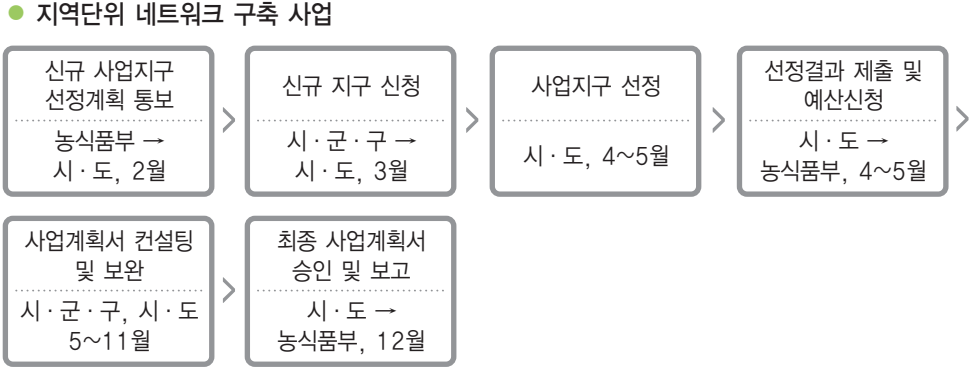 ● 지역단위 네트워크 구축 사업
신규 사업지구
선정계획 통보
농식품부 →
시·도, 2월
신규 지구 신청
시·군·구 →
시·도, 3월
사업지구 선정
시·도, 4~5월
선정결과 제출 및
예산신청
시·도 →
농식품부, 4~5월
사업계획서 컨설팅
및 보완
시·군·구, 시·도
5~11월
최종 사업계획서
승인 및 보고
시·도 →
농식품부, 12월